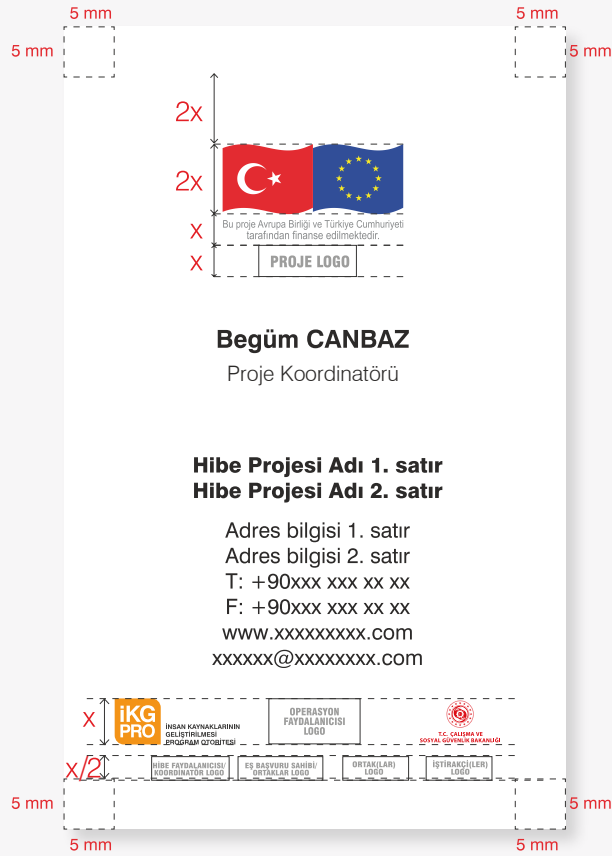 5 mm 5 mm
5 mm 5 mm
2x
2x
Bu proje Avrupa Birliği ve Türkiye Cumhuriyeti
tarafından finanse edilmektedir.
x
x
PROJE LOGO
Begüm CANBAZ
Proje Koordinatörü
Hibe Projesi Adı 1. satır
Hibe Projesi Adı 2. satır
Adres bilgisi 1. satır
Adres bilgisi 2. satır
T: +90xxx xxx xx xx
F: +90xxx xxx xx xx
www.xxxxxxxxx.com
xxxxxx@xxxxxxxx.com
x
iKG
PRO
İNSAN KAYNAKLARININ
GELİŞTİRİLMESİ
PROGRAM OTORİTESİ
OPERASYON
FAYDALANICISI
LOGO
T.C. ÇALIŞMA VE
SOSYAL GÜVENLİK BAKANLIĞI
x/2
HİBE FAYDALANICISI/
KOORDİNATÖR LOGO
EŞ BAŞVURU SAHİBİ/
ORTAKLAR LOGO
ORTAK(LAR)
LOGO
İŞTİRAKÇİ(LER)
LOGO
5 mm 5 mm
5 mm 5 mm